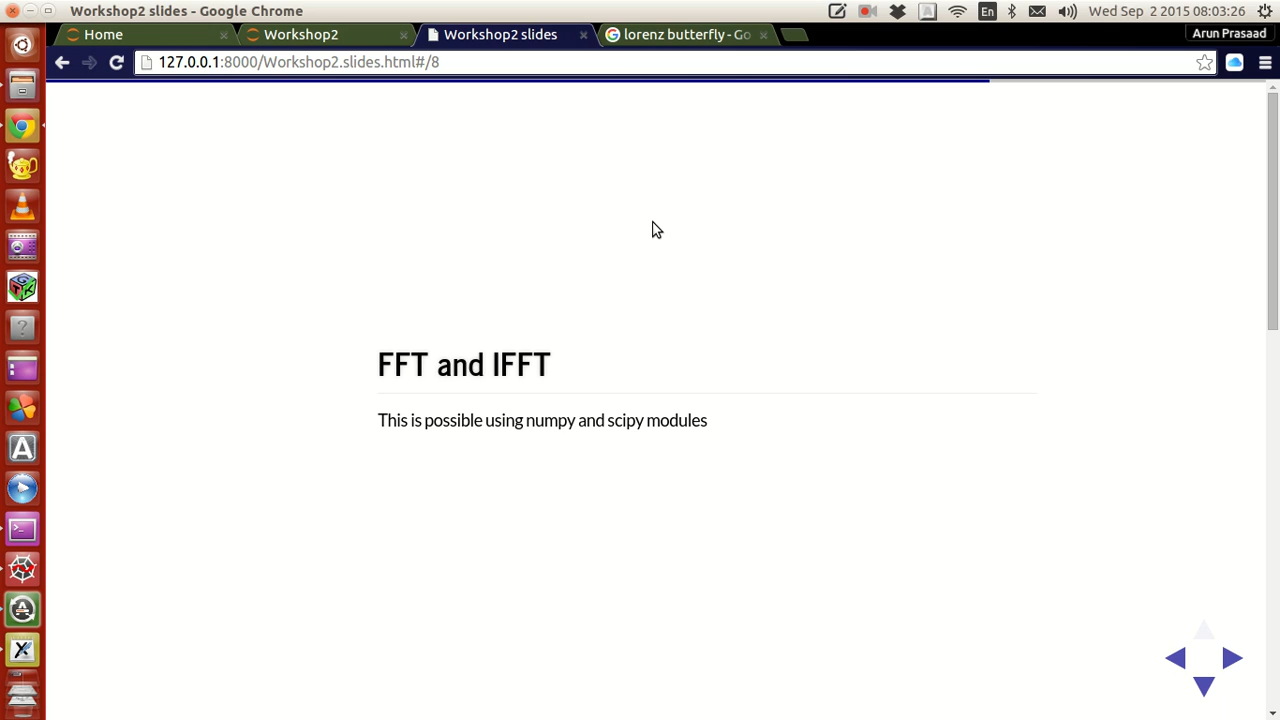 Workshop2 slides - Google Chrome
En
Wed Sep 2 2015 08:03:26
Home
Workshop2
Workshop2 slides
lorenz butterfly - Go
Arun Prasaad
127.0.0.1:8000/Workshop2.slides.html#/8
FFT and IFFT
This is possible using numpy and scipy modules